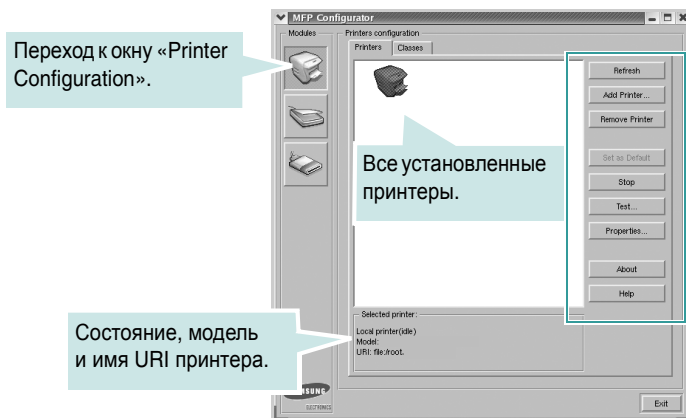 MFP Configurator
Modules
Printers configuration
Printers
Classes
Переход к окну «Printer
Configuration».
Refresh
Add Printer...
Remove Printer
Set as Default
Stop
Test...
Properties...
About
Help
Все установленные
принтеры.
Selected printer:
Local printer(idle)
Model:
URI: file:/root.
Состояние, модель
и имя URI принтера.
ELECTRONICS
Exit